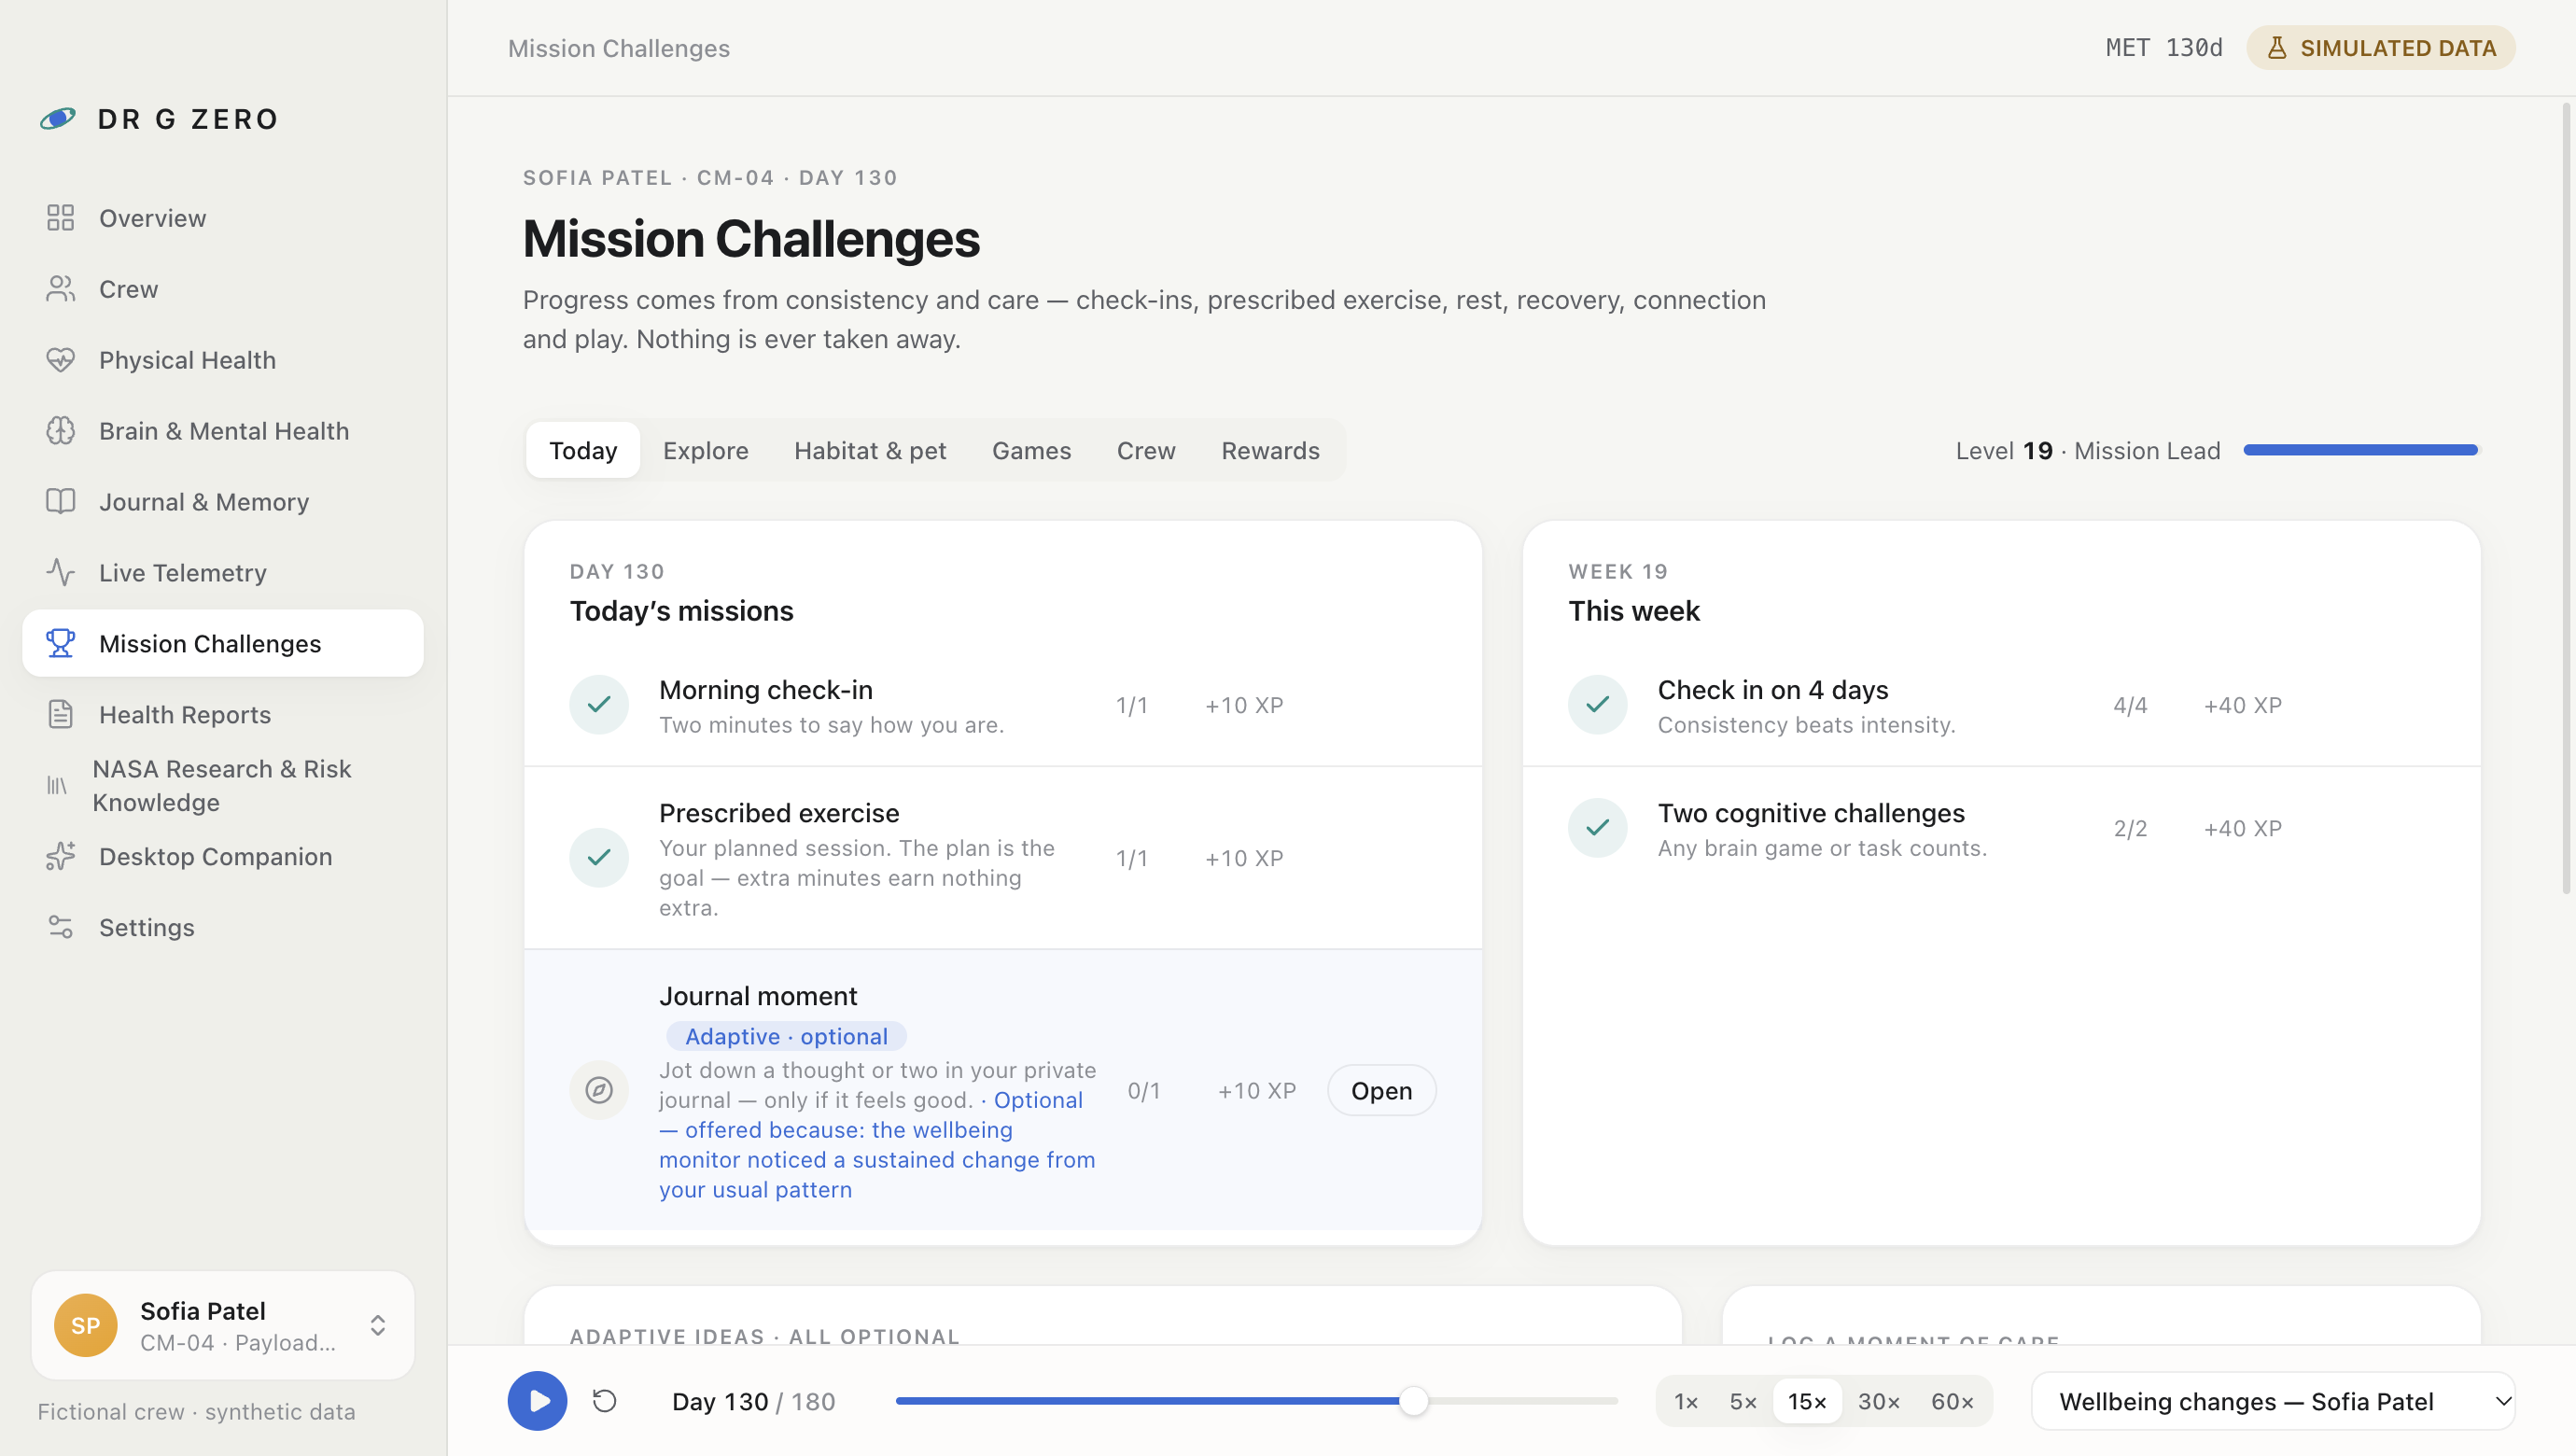 Mission Challenges
MET 130d
SIMULATED DATA
DR G ZERO
Overview
Crew
Physical Health
Brain & Mental Health
Journal & Memory
Live Telemetry
Mission Challenges
Health Reports
NASA Research & Risk
Knowledge
Desktop Companion
Settings
SP
Sofia Patel
CM-04 · Payload…
Fictional crew · synthetic data
SOFIA PATEL · CM-04 · DAY 130
Mission Challenges
Progress comes from consistency and care — check-ins, prescribed exercise, rest, recovery, connection
and play. Nothing is ever taken away.
Today
Explore
Habitat & pet
Games
Crew
Rewards
Level 19 · Mission Lead
DAY 130
Today’s missions
Morning check-in
Two minutes to say how you are.
1/1
+10 XP
Prescribed exercise
Your planned session. The plan is the
goal — extra minutes earn nothing
extra.
1/1
+10 XP
Journal moment
Adaptive · optional
Jot down a thought or two in your private
journal — only if it feels good. · Optional
— offered because: the wellbeing
monitor noticed a sustained change from
your usual pattern
0/1
+10 XP
Open
WEEK 19
This week
Check in on 4 days
Consistency beats intensity.
4/4
+40 XP
Two cognitive challenges
Any brain game or task counts.
2/2
+40 XP
ADAPTIVE IDEAS · ALL OPTIONAL
LOG A MOMENT OF CARE
Day 130 / 180
1×
5×
15×
30×
60×
Wellbeing changes — Sofia Patel